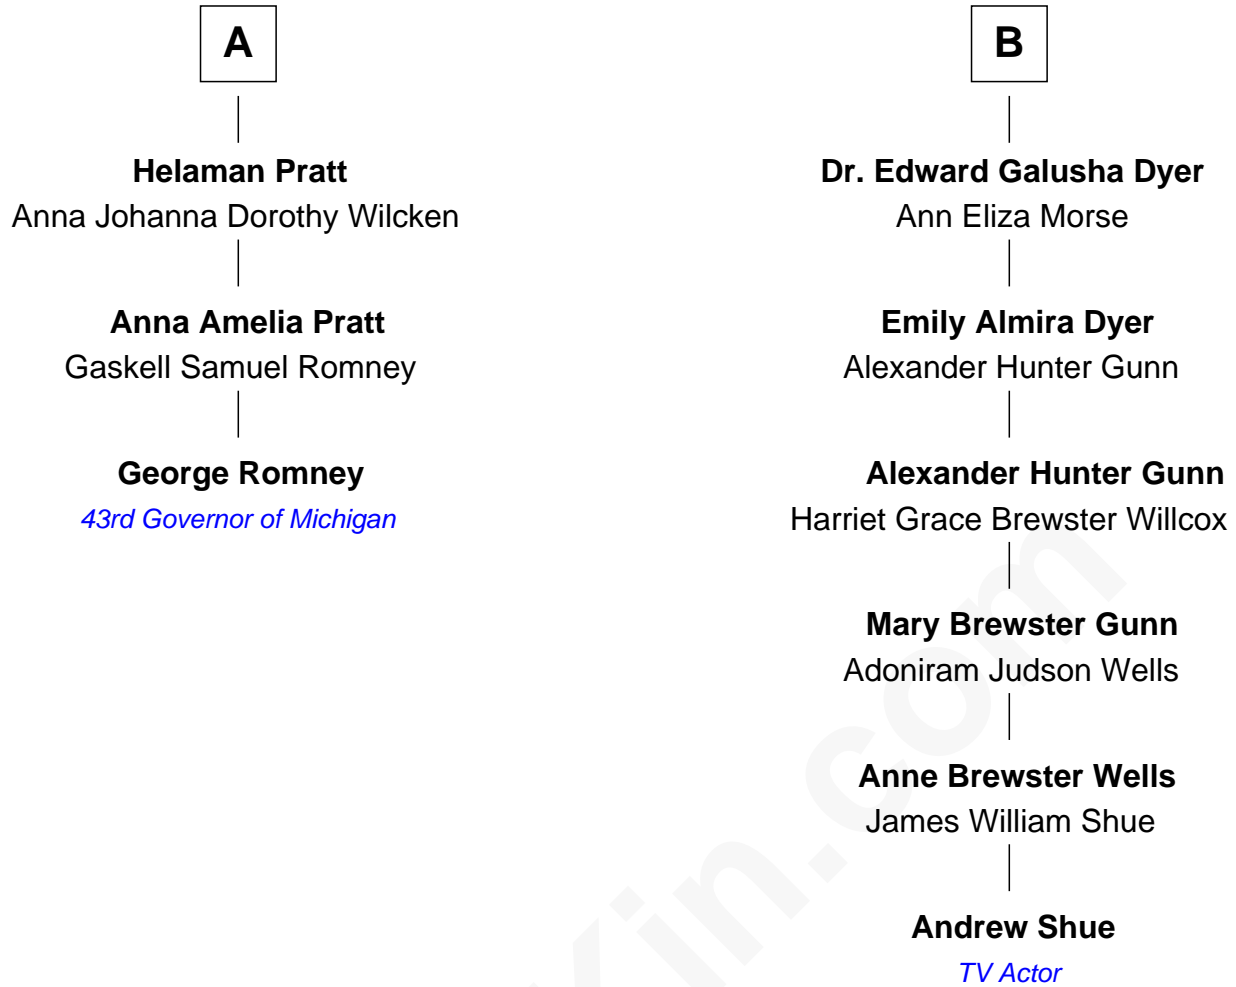 A
Helaman Pratt
Anna Johanna Dorothy Wilcken
Anna Amelia Pratt
Gaskell Samuel Romney
George Romney
43rd Governor of Michigan
B
Dr. Edward Galusha Dyer
Ann Eliza Morse
Emily Almira Dyer
Alexander Hunter Gunn
Alexander Hunter Gunn
Harriet Grace Brewster Willcox
Mary Brewster Gunn
Adoniram Judson Wells
Anne Brewster Wells
James William Shue
Andrew Shue
TV Actor